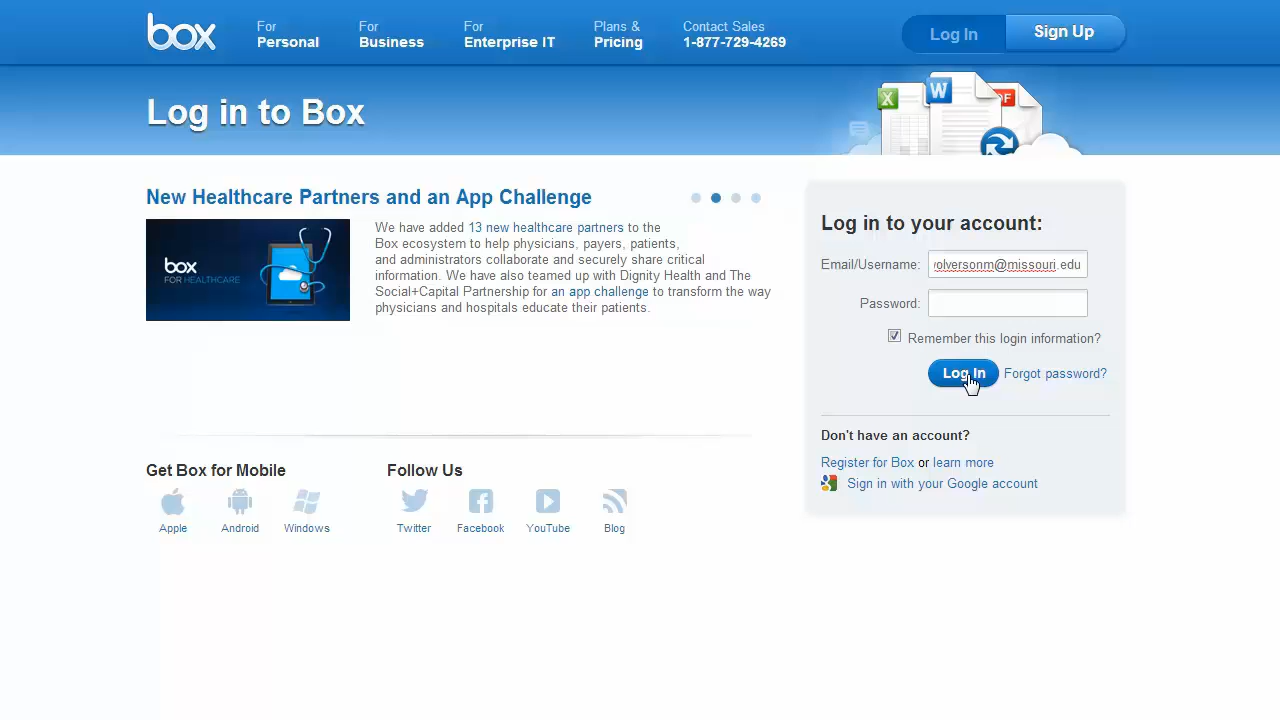 box
For Personal
For Business
For Enterprise IT
Plans & Pricing
Contact Sales 1-877-729-4269
Log In
Sign Up
Log in to Box
X
W
New Healthcare Partners and an App Challenge
box
FOR HEALTHCARE
We have added 13 new healthcare partners to the
Box ecosystem to help physicians, payers, patients,
and administrators collaborate and securely share critical
information. We have also teamed up with Dignity Health and The
Social+Capital Partnership for an app challenge to transform the way
physicians and hospitals educate their patients.
Log in to your account:
Email/Username: olversonm@missouri.edu
Password:
Remember this login information?
Log In Forgot password?
Don't have an account?
Register for Box or learn more
Sign in with your Google account
Get Box for Mobile
Apple
Android
Windows
Follow Us
Twitter
Facebook
YouTube
Blog